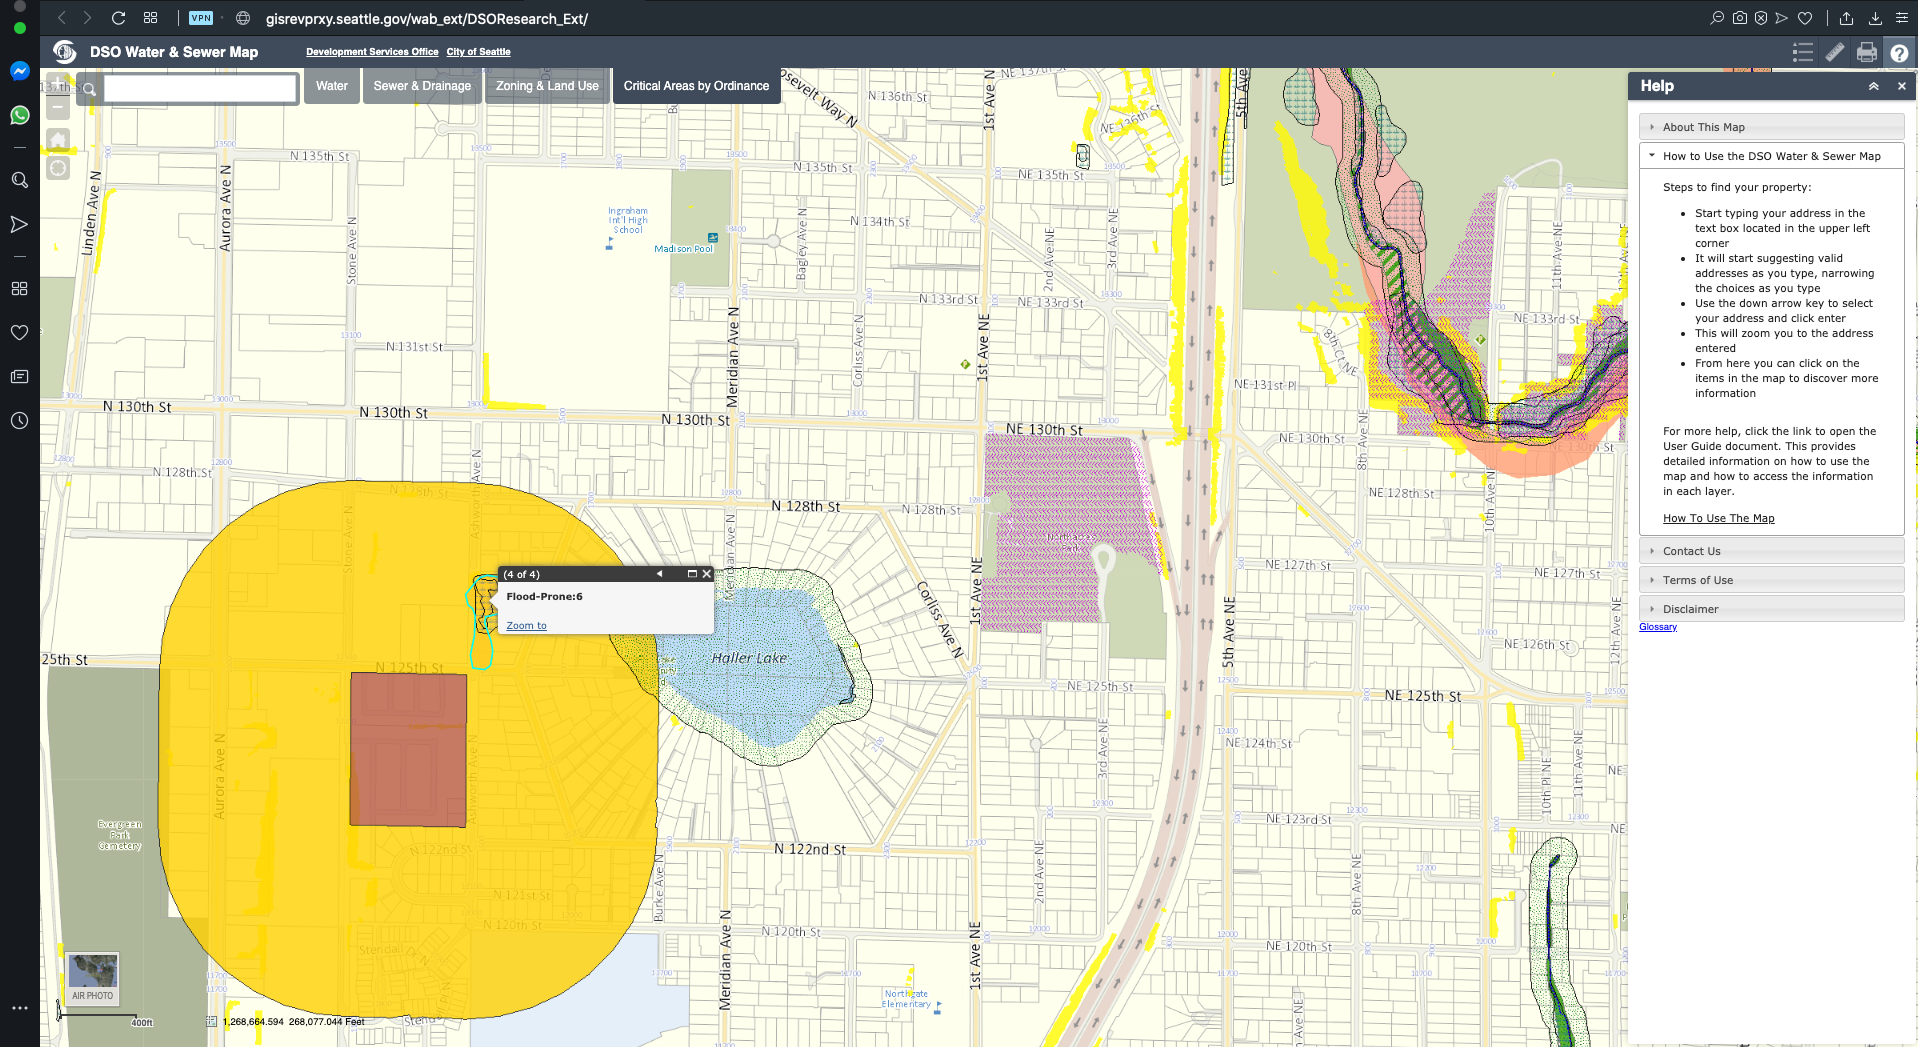 VPN
gisrevprxy.seattle.gov/wab_ext/DSOResearch_Ext/
DSO Water & Sewer Map
Development Services Office
City of Seattle
Water
Sewer & Drainage
Zoning & Land Use
Critical Areas by Ordinance
Help
About This Map
How to Use the DSO Water & Sewer Map
Steps to find your property:
• Start typing your address in the
text box located in the upper left
corner
• It will start suggesting valid
addresses as you type, narrowing
the choices as you type
• Use the down arrow key to select
your address and click enter
• This will zoom you to the address
entered
• From here you can click on the
items in the map to discover more
information
For more help, click the link to open the
User Guide document. This provides
detailed information on how to use the
map and how to access the information
in each layer.
How To Use The Map
Contact Us
Terms of Use
Disclaimer
Glossary
N 136th St
NE 136th St
N 135th St
N 135th St
NE 135th St
Linden Ave N
Aurora Ave N
Stone Ave N
Ingraham
Int'l High
School
Madison Pool
Bagley Ave N
N 134th St
2nd Ave NE
3rd Ave NE
1st Ave N
5th Ave
11th Ave NE
N 133rd St
NE 133rd St
NE 133rd St
N 131st St
Meridian Ave N
Corliss Ave N
1st Ave NE
8th Ct NE
NE 131st Pl
N 130th St
N 130th St
N 130th St
NE 130th St
NE 130th St
8th Ave NE
N 128th St
N 128th St
N 128th St
N 128th St
NE 128th St
10th Ave NE
Ashworth Ave N
Stone Ave N
Meridian Ave N
Corliss Ave N
1st Ave NE
NE 127th St
NE 127th St
(4 of 4)
Flood-Prone:6
Zoom to
Haller Lake
5th Ave NE
NE 126th St
12th Ave NE
25th St
N 125th St
NE 125th St
NE 125th St
Aurora Ave N
Ashworth Ave N
3rd Ave NE
NE 124th St
10th Pl NE
11th Ave NE
Evergreen
Park
Cemetery
N 122nd St
N 122nd St
NE 123rd St
N 121st St
Burke Ave N
2nd Ave NE
8th Ave NE
N 120th St
N 120th St
NE 120th St
Meridian Ave N
1st Ave NE
Northgate
Elementary
AIR PHOTO
400ft
1,268,664.594 268,077.044 Feet